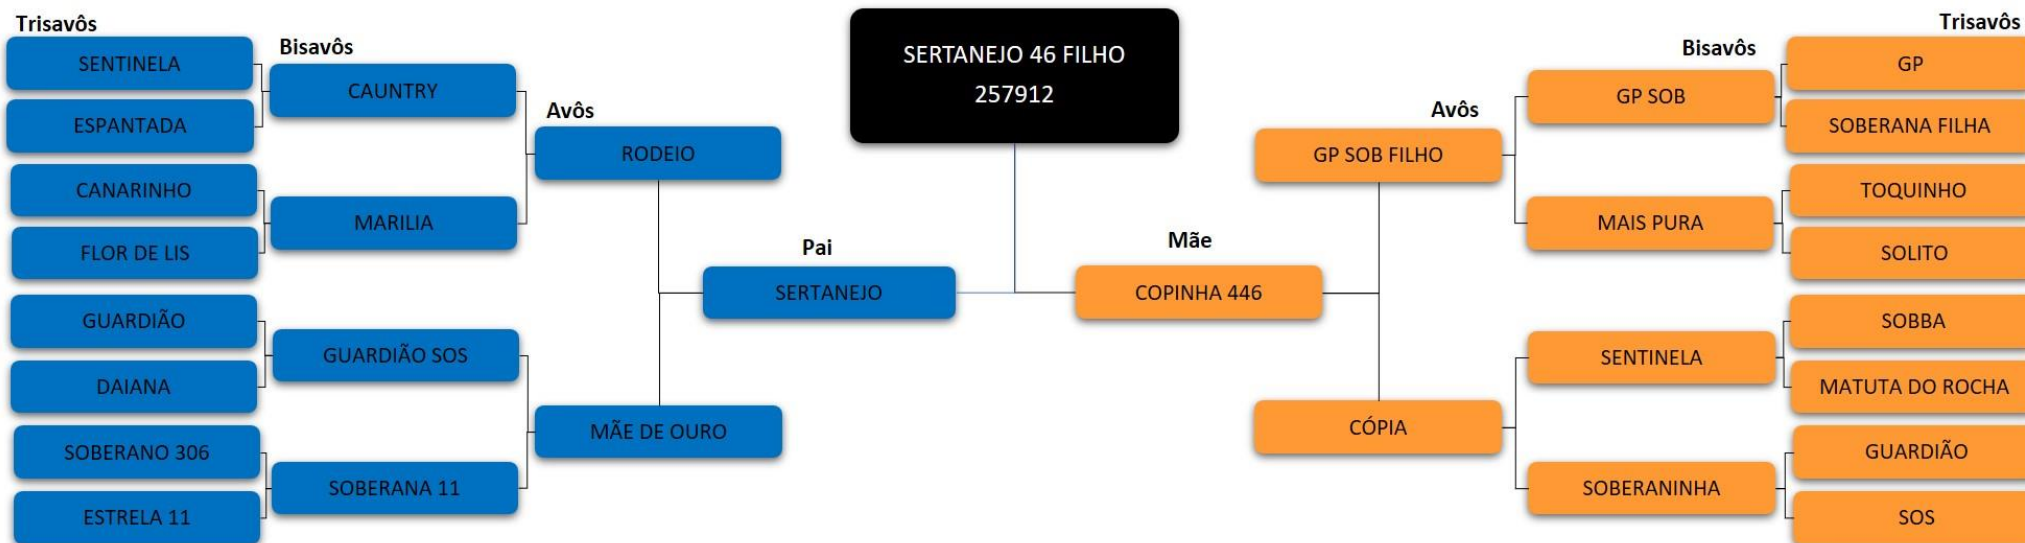 Trisavôs
SENTINELA
ESPANTADA
CANARINHO
FLOR DE LIS
GUARDIÃO
DAIANA
SOBERANO 306
ESTRELA 11
Bisavôs
CAUNTRY
MARILIA
GUARDIÃO SOS
SOBERANA 11
Avôs
RODEIO
MÃE DE OURO
Pai
SERTANEJO
SERTANEJO 46 FILHO
257912
Mãe
COPINHA 446
Avôs
GP SOB FILHO
CÓPIA
Bisavôs
GP SOB
MAIS PURA
SENTINELA
SOBERANINHA
Trisavôs
GP
SOBERANA FILHA
TOQUINHO
SOLITO
SOBBA
MATUTA DO ROCHA
GUARDIÃO
SOS